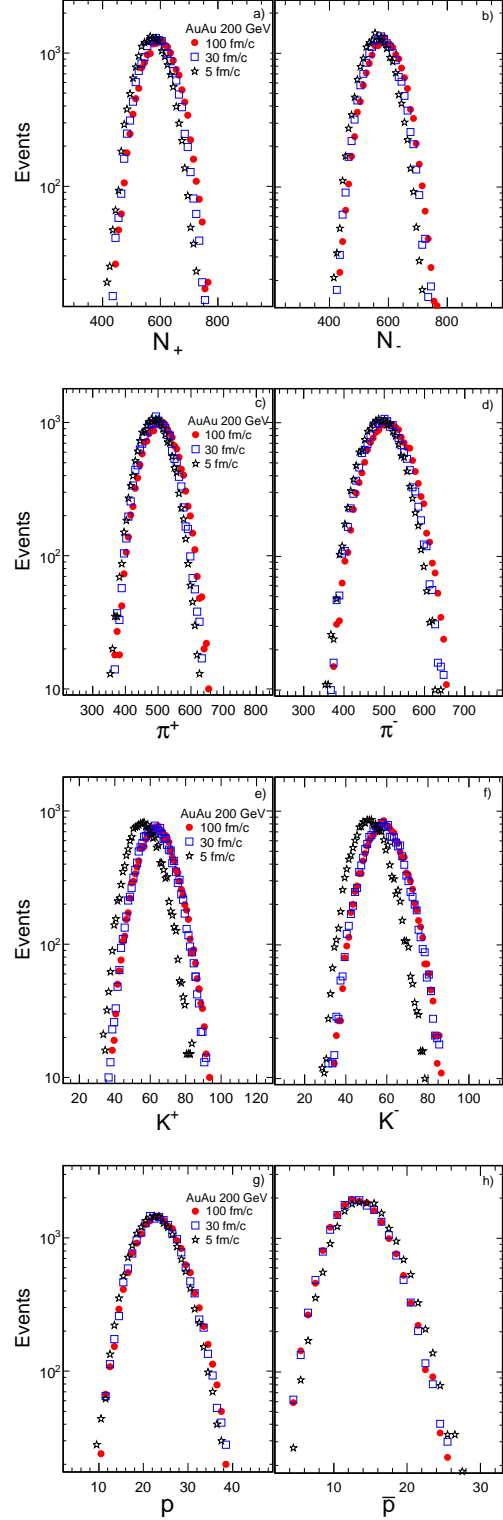 a)
AuAu 200 GeV
100 fm/c
30 fm/c
5 fm/c
b)
10³
10²
Events
400 600 800
N₊
400 600 800
N₋
c)
AuAu 200 GeV
100 fm/c
30 fm/c
5 fm/c
d)
10³
10²
10
Events
300 400 500 600 700 800
π⁺
300 400 500 600 700
π⁻
e)
AuAu 200 GeV
100 fm/c
30 fm/c
5 fm/c
f)
10³
10²
10
Events
20 40 60 80 100 120
K⁺
20 40 60 80 100
K⁻
g)
AuAu 200 GeV
100 fm/c
30 fm/c
5 fm/c
h)
10³
10²
Events
10 20 30 40
p
10 20 30
p̅